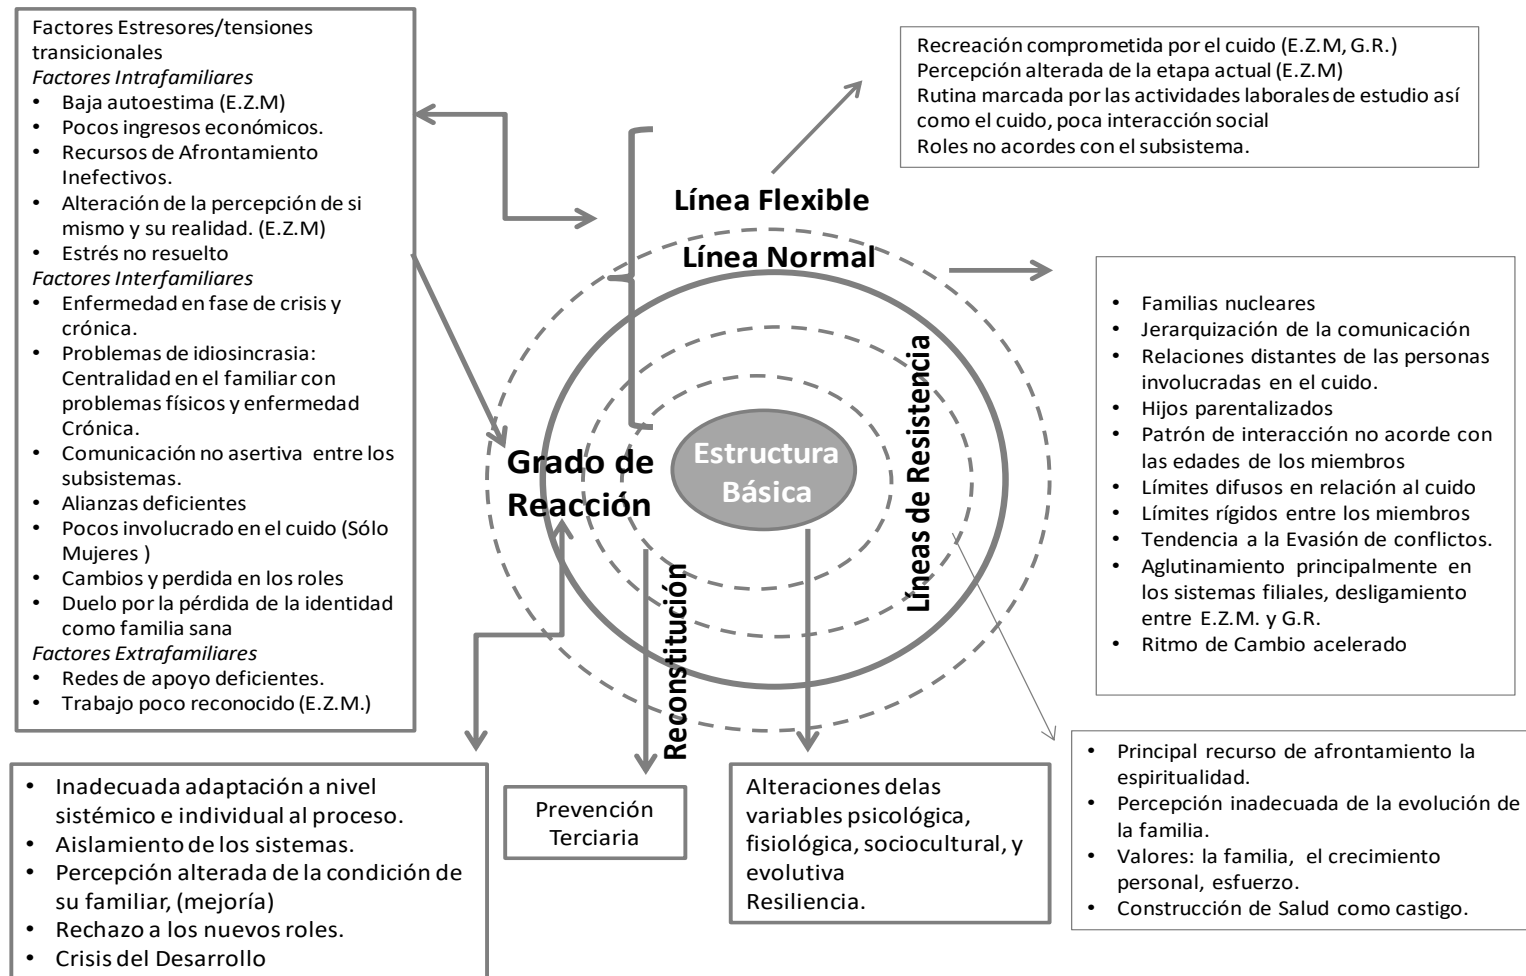 Factores Estresores/tensiones
transicionales
Factores Intrafamiliares
• Baja autoestima (E.Z.M)
• Pocos ingresos económicos.
• Recursos de Afrontamiento
Inefectivos.
• Alteración de la percepción de si
mismo y su realidad. (E.Z.M)
• Estrés no resuelto
Factores Interfamiliares
• Enfermedad en fase de crisis y
crónica.
• Problemas de idiosincrasia:
Centralidad en el familiar con
problemas físicos y enfermedad
Crónica.
• Comunicación no asertiva entre los
subsistemas.
• Alianzas deficientes
• Pocos involucrado en el cuido (Sólo
Mujeres )
• Cambios y perdida en los roles
• Duelo por la pérdida de la identidad
como familia sana
Factores Extrafamiliares
• Redes de apoyo deficientes.
• Trabajo poco reconocido (E.Z.M.)
Recreación comprometida por el cuido (E.Z.M, G.R.)
Percepción alterada de la etapa actual (E.Z.M)
Rutina marcada por las actividades laborales de estudio así
como el cuido, poca interacción social
Roles no acordes con el subsistema.
Línea Flexible
Línea Normal
Líneas de Resistencia
Estructura
Básica
Grado de
Reacción
Reconstitución
• Familias nucleares
• Jerarquización de la comunicación
• Relaciones distantes de las personas
involucradas en el cuido.
• Hijos parentalizados
• Patrón de interacción no acorde con
las edades de los miembros
• Límites difusos en relación al cuido
• Límites rígidos entre los miembros
• Tendencia a la Evasión de conflictos.
• Aglutinamiento principalmente en
los sistemas filiales, desligamiento
entre E.Z.M. y G.R.
• Ritmo de Cambio acelerado
• Inadecuada adaptación a nivel
sistémico e individual al proceso.
• Aislamiento de los sistemas.
• Percepción alterada de la condición de
su familiar, (mejoría)
• Rechazo a los nuevos roles.
• Crisis del Desarrollo
Prevención
Terciaria
Alteraciones delas
variables psicológica,
fisiológica, sociocultural, y
evolutiva
Resiliencia.
• Principal recurso de afrontamiento la
espiritualidad.
• Percepción inadecuada de la evolución de
la familia.
• Valores: la familia, el crecimiento
personal, esfuerzo.
• Construcción de Salud como castigo.